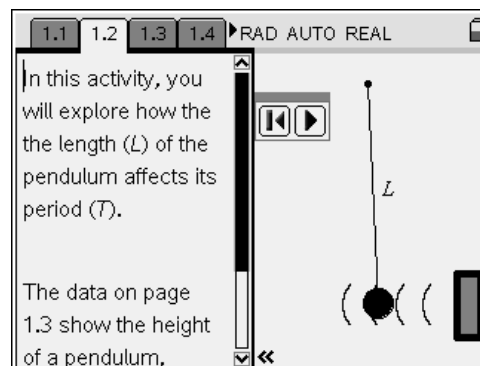 1.1 1.2 1.3 1.4 RAD AUTO REAL
In this activity, you
will explore how the
the length (L) of the
pendulum affects its
period (T).
The data on page
1.3 show the height
of a pendulum,
L